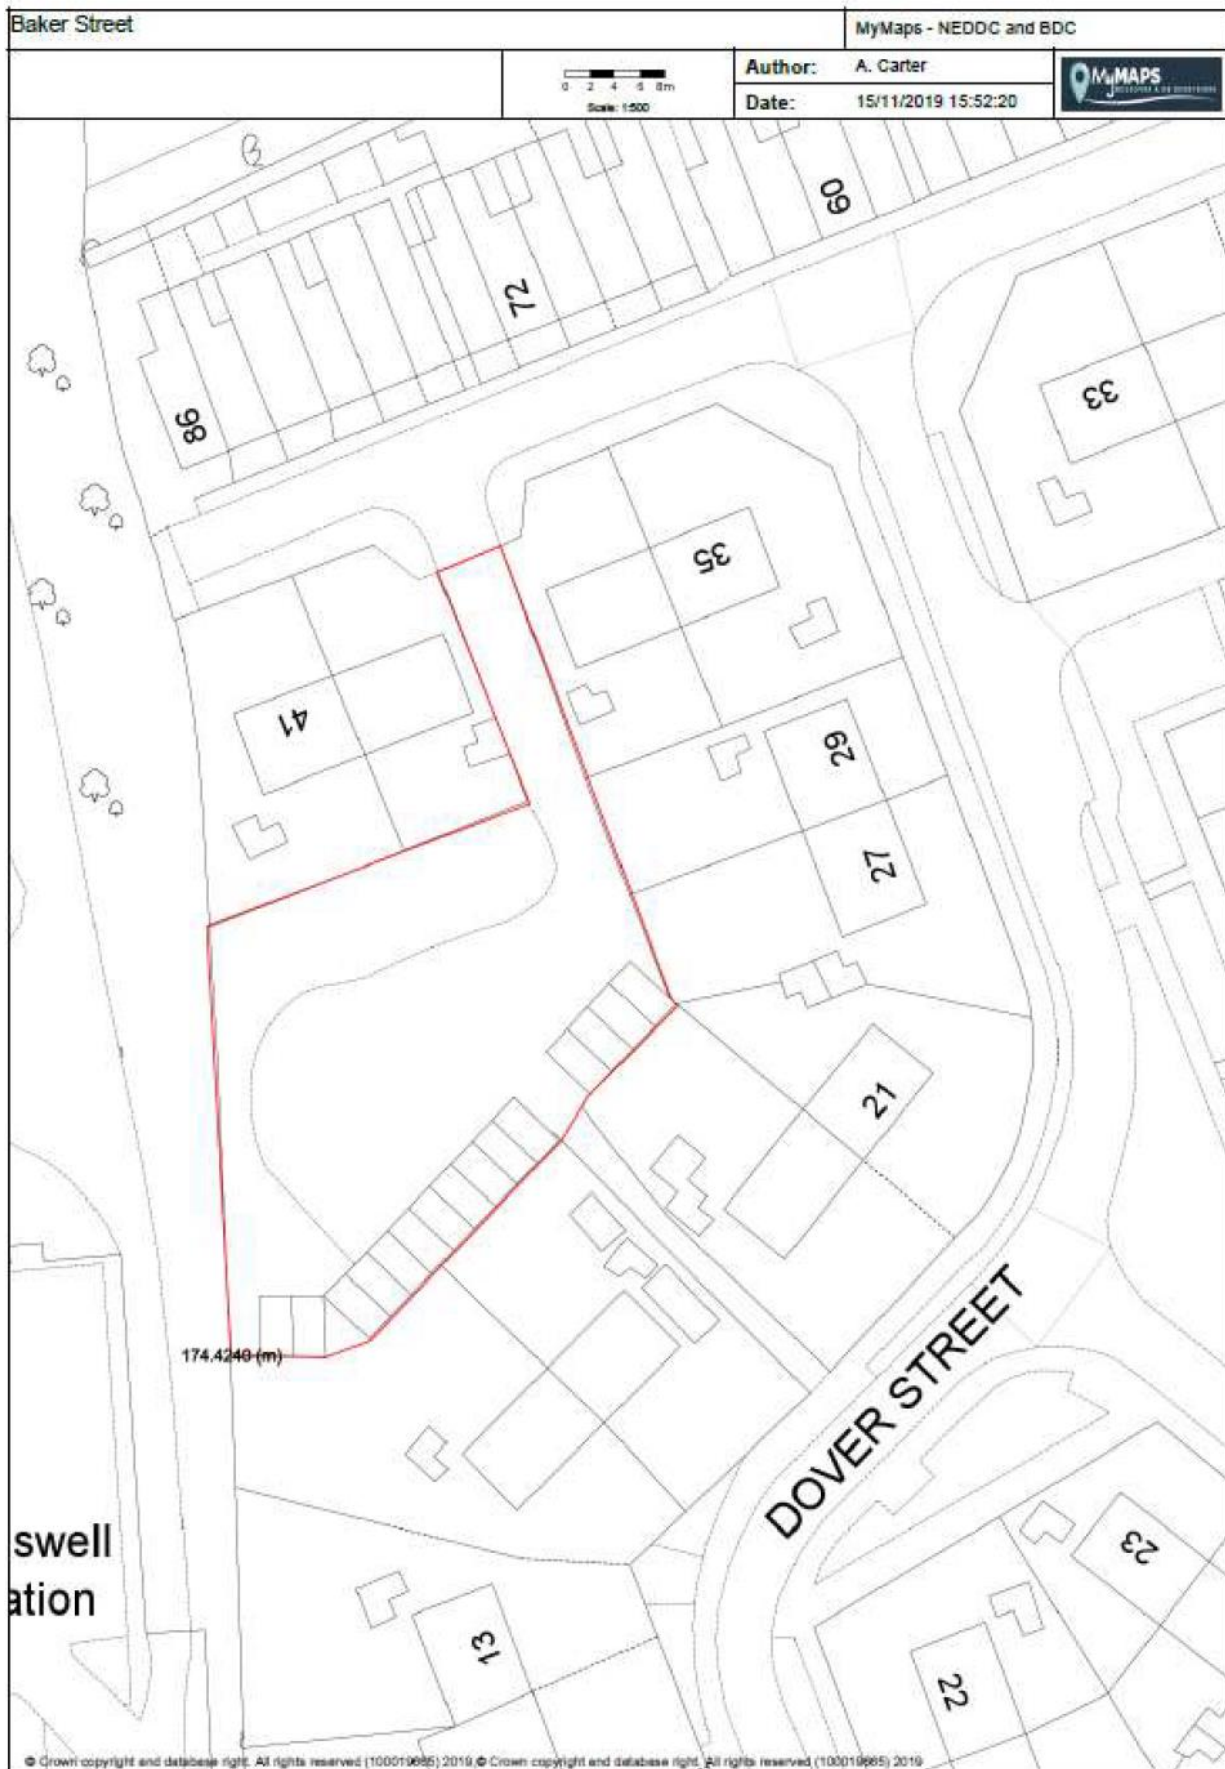 Baker Street
MyMaps - NEDDC and BDC
0 2 4 6 8m
Scale: 1:500
Author: A. Carter
Date: 15/11/2019 15:52:20
MyMAPS
60
72
86
33
35
41
29
27
21
174.4240 (m)
DOVER STREET
swell
ation
13
23
22
© Crown copyright and database right. All rights reserved (100019665) 2019,© Crown copyright and database right. All rights reserved (100019665) 2019